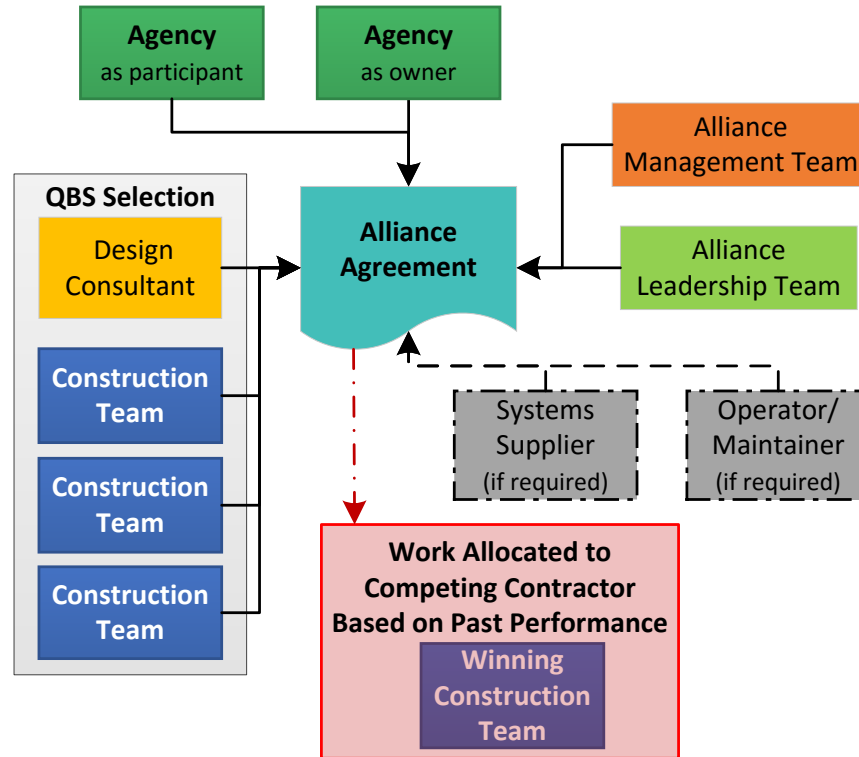 Agency
as participant
Agency
as owner
Alliance
Management Team
QBS Selection
Design
Consultant
Alliance
Agreement
Alliance
Leadership Team
Construction
Team
Construction
Team
Construction
Team
Systems
Supplier
(if required)
Operator/
Maintainer
(if required)
Work Allocated to
Competing Contractor
Based on Past Performance
Winning
Construction
Team